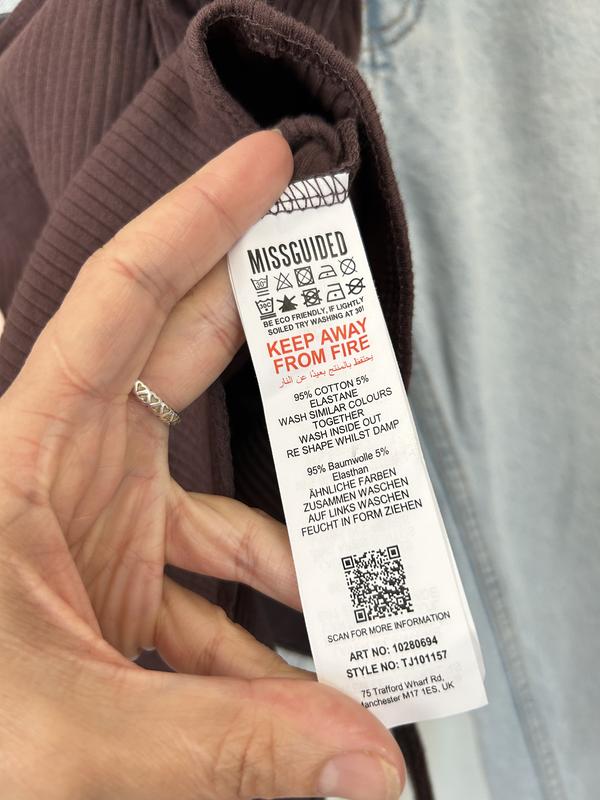 MISSGUIDED
30C
BE ECO FRIENDLY, IF LIGHTLY
SOILED TRY WASHING AT 30!
KEEP AWAY
FROM FIRE
يحتفظ بالمنتج بعيدًا عن النار
95% COTTON 5%
ELASTANE
WASH SIMILAR COLOURS
TOGETHER
WASH INSIDE OUT
RE SHAPE WHILST DAMP
95% Baumwolle 5%
Elasthan
ÄHNLICHE FARBEN
ZUSAMMEN WASCHEN
AUF LINKS WASCHEN
FEUCHT IN FORM ZIEHEN
SCAN FOR MORE INFORMATION
ART NO: 10280694
STYLE NO: TJ101157
75 Trafford Wharf Rd,
anchester M17 1ES, UK